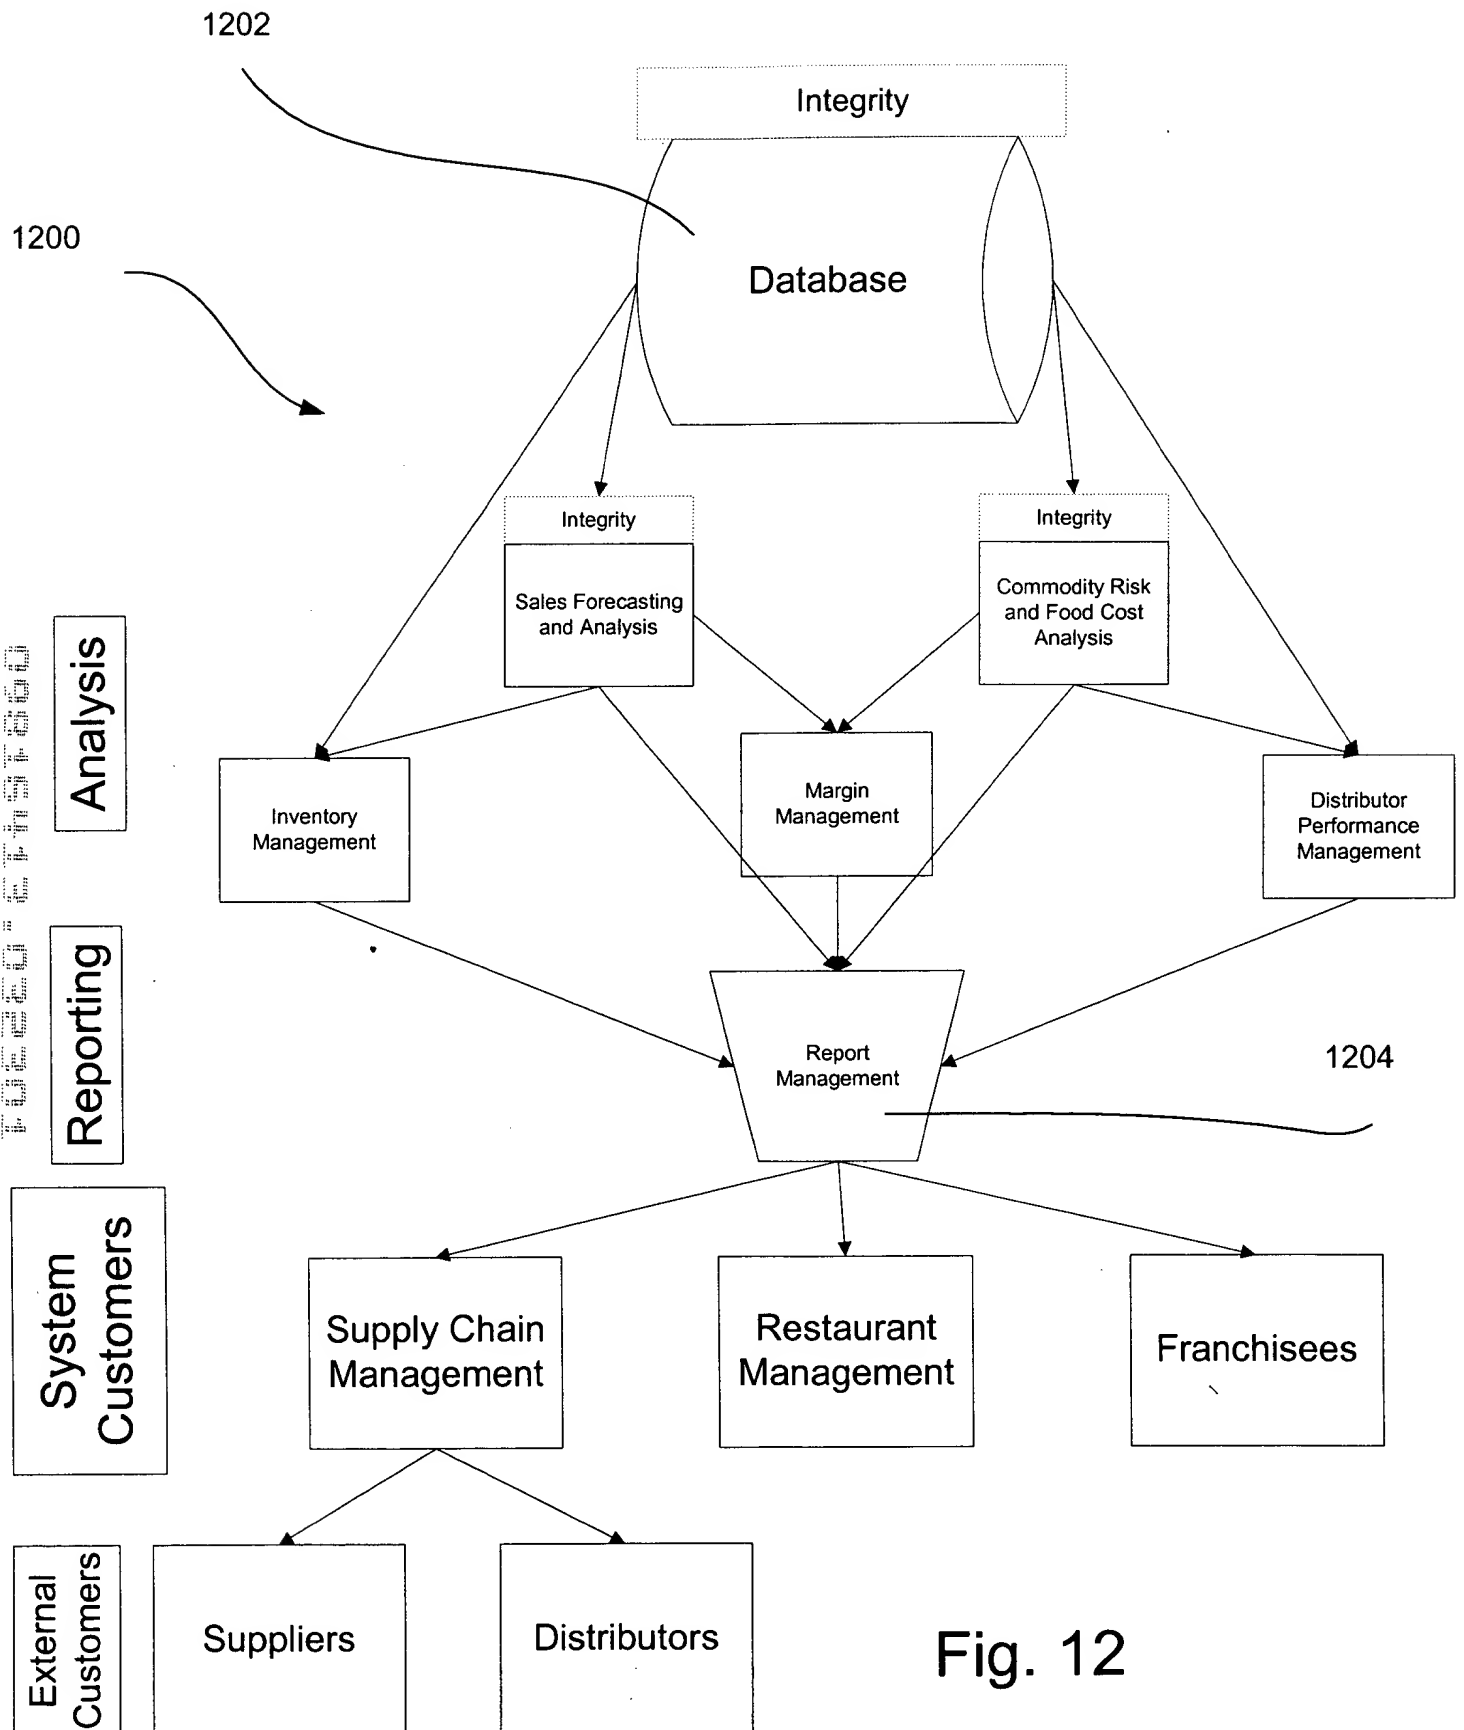 1202
Integrity
1200
Database
Integrity
Integrity
Sales Forecasting
and Analysis
Commodity Risk
and Food Cost
Analysis
Analysis
Inventory
Management
Margin
Management
Distributor
Performance
Management
Reporting
Report
Management
1204
System
Customers
Supply Chain
Management
Restaurant
Management
Franchisees
External
Customers
Suppliers
Distributors
Fig. 12